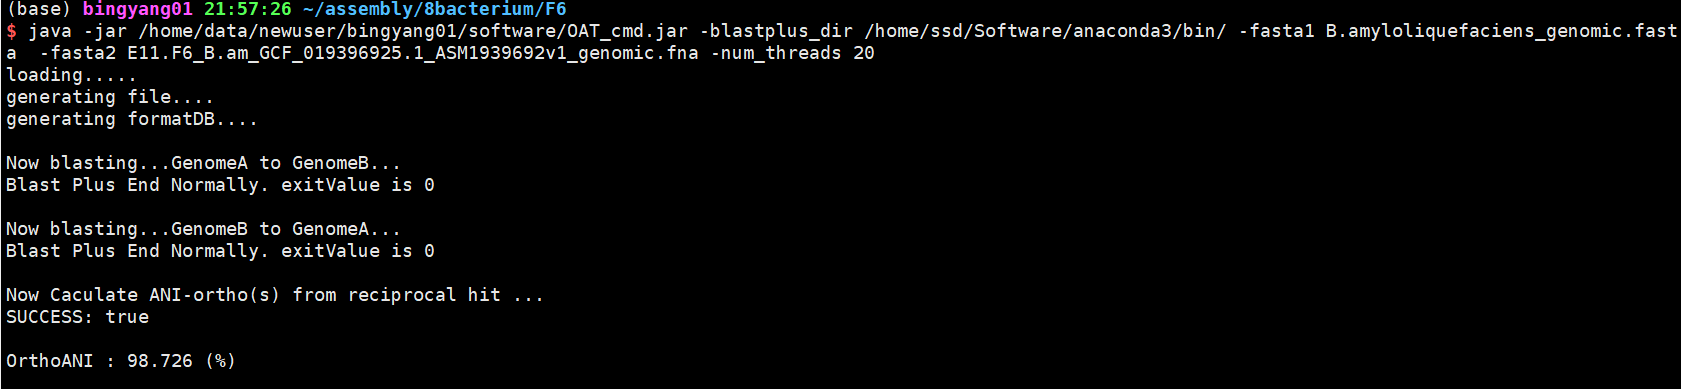 (base) bingyang01 21:57:26 ~/assembly/8bacterium/F6
$ java -jar /home/data/newuser/bingyang01/software/OAT_cmd.jar -blastplus_dir /home/ssd/Software/anaconda3/bin/ -fasta1 B.amyloliquefaciens_genomic.fast
a  -fasta2 E11.F6_B.am_GCF_019396925.1_ASM1939692v1_genomic.fna -num_threads 20
loading.....
generating file....
generating formatDB....
Now blasting...GenomeA to GenomeB...
Blast Plus End Normally. exitValue is 0
Now blasting...GenomeB to GenomeA...
Blast Plus End Normally. exitValue is 0
Now Caculate ANI-ortho(s) from reciprocal hit ...
SUCCESS: true
OrthoANI : 98.726 (%)